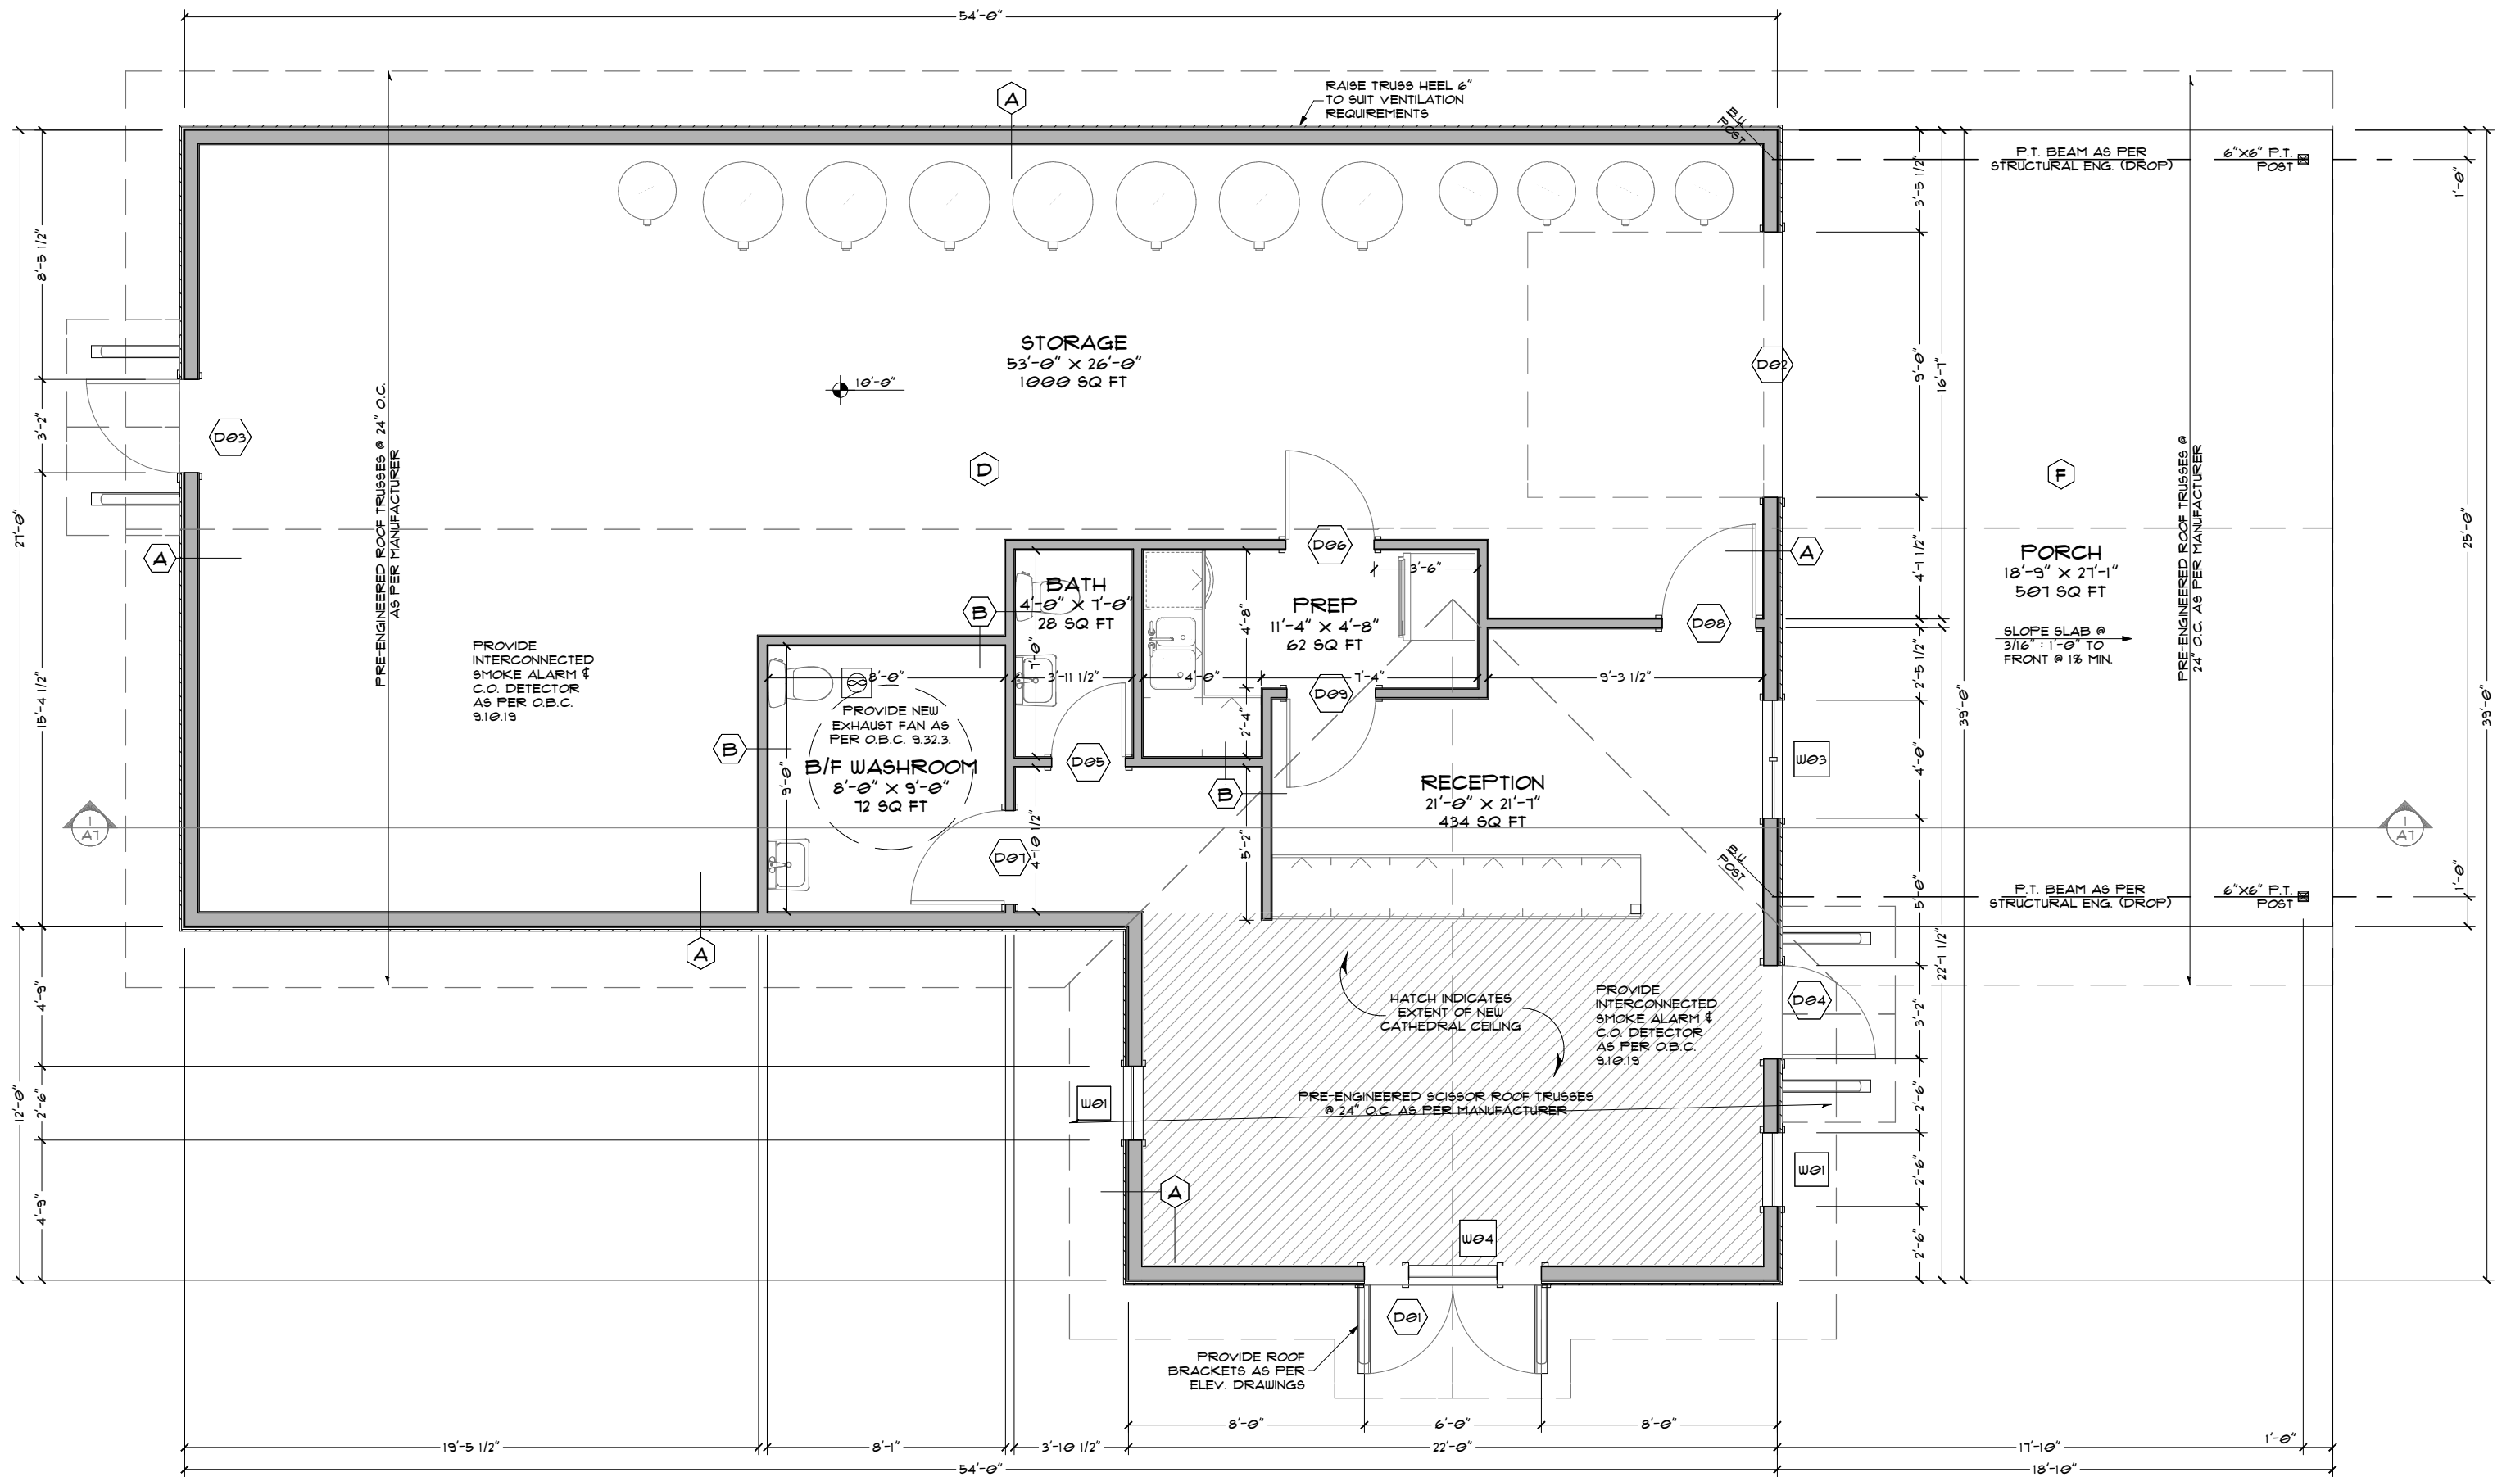 54'-0"
A
RAISE TRUSS HEEL 6"
TO SUIT VENTILATION
REQUIREMENTS
B.U.
POST
P.T. BEAM AS PER
STRUCTURAL ENG. (DROP)
6"X6" P.T.
POST
1'-0"
3'-5 1/2"
8'-5 1/2"
STORAGE
53'-0" X 26'-0"
1000 SQ FT
10'-0"
D02
9'-0"
16'-7"
D03
3'-2"
PRE-ENGINEERED ROOF TRUSSES @ 24" O.C.
AS PER MANUFACTURER
D
F
PRE-ENGINEERED ROOF TRUSSES @
24" O.C. AS PER MANUFACTURER
27'-0"
25'-0"
A
D06
A
4'-1 1/2"
PORCH
18'-9" X 27'-1"
507 SQ FT
3'-6"
BATH
4'-0" X 7'-0"
28 SQ FT
B
7'-0"
4'-8"
PREP
11'-4" X 4'-8"
62 SQ FT
D08
SLOPE SLAB @
3/16" : 1'-0" TO
FRONT @ 1% MIN.
PROVIDE
INTERCONNECTED
SMOKE ALARM &
C.O. DETECTOR
AS PER O.B.C.
9.10.19
15'-4 1/2"
8'-0"
3'-11 1/2"
4'-0"
7'-4"
9'-3 1/2"
2'-5 1/2"
D09
39'-0"
39'-0"
PROVIDE NEW
EXHAUST FAN AS
PER O.B.C. 9.32.3.
B
2'-4"
D05
B/F WASHROOM
8'-0" X 9'-0"
72 SQ FT
9'-0"
B
RECEPTION
21'-0" X 21'-7"
434 SQ FT
W03
4'-0"
1
A7
1
A7
4'-10 1/2"
5'-2"
D07
B.U.
POST
P.T. BEAM AS PER
STRUCTURAL ENG. (DROP)
6"X6" P.T.
POST
1'-0"
5'-0"
A
22'-1 1/2"
4'-9"
HATCH INDICATES
EXTENT OF NEW
CATHEDRAL CEILING
PROVIDE
INTERCONNECTED
SMOKE ALARM &
C.O. DETECTOR
AS PER O.B.C.
9.10.19
D04
3'-2"
PRE-ENGINEERED SCISSOR ROOF TRUSSES
@ 24" O.C. AS PER MANUFACTURER
12'-0"
2'-6"
W01
2'-6"
W01
2'-6"
A
4'-9"
W04
2'-6"
D01
PROVIDE ROOF
BRACKETS AS PER
ELEV. DRAWINGS
8'-0"
6'-0"
8'-0"
1'-0"
19'-5 1/2"
8'-1"
3'-10 1/2"
22'-0"
17'-10"
54'-0"
18'-10"